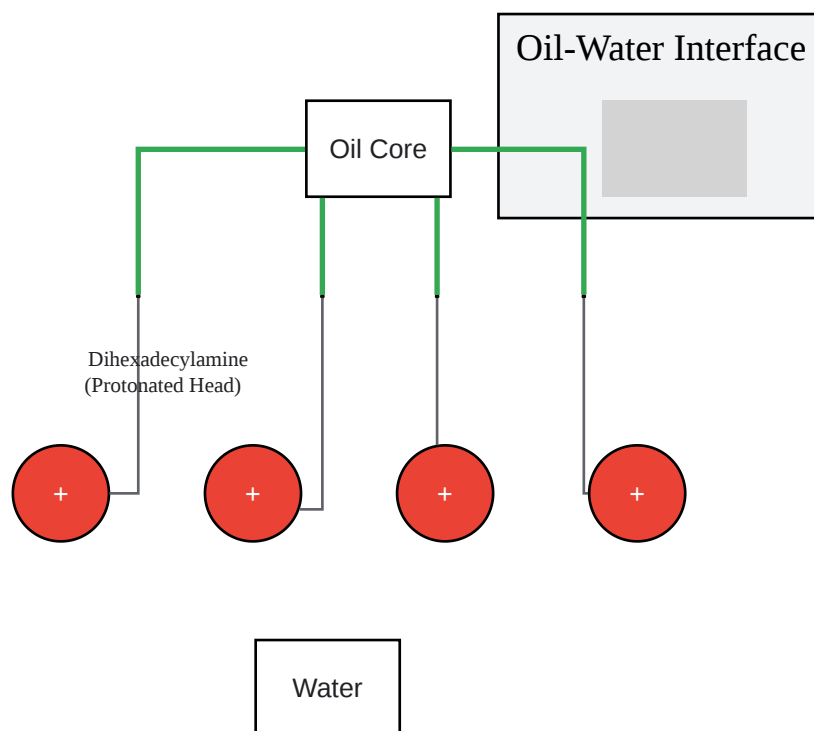 Oil-Water Interface
Oil Core
Dihexadecylamine
(Protonated Head)
+ + + +
Water